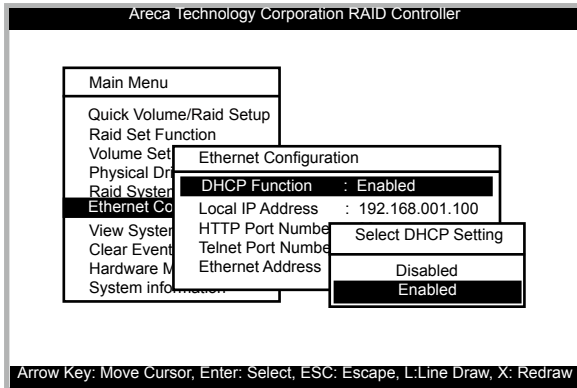 Areca Technology Corporation RAID Controller
Main Menu
Quick Volume/Raid Setup
Raid Set Function
Volume Set
Physical Dri
Raid System
Ethernet Co
View System
Clear Event
Hardware M
System information
Ethernet Configuration
DHCP Function : Enabled
Local IP Address : 192.168.001.100
HTTP Port Numbe
Telnet Port Numbe
Ethernet Address
Select DHCP Setting
Disabled
Enabled
Arrow Key: Move Cursor, Enter: Select, ESC: Escape, L:Line Draw, X: Redraw